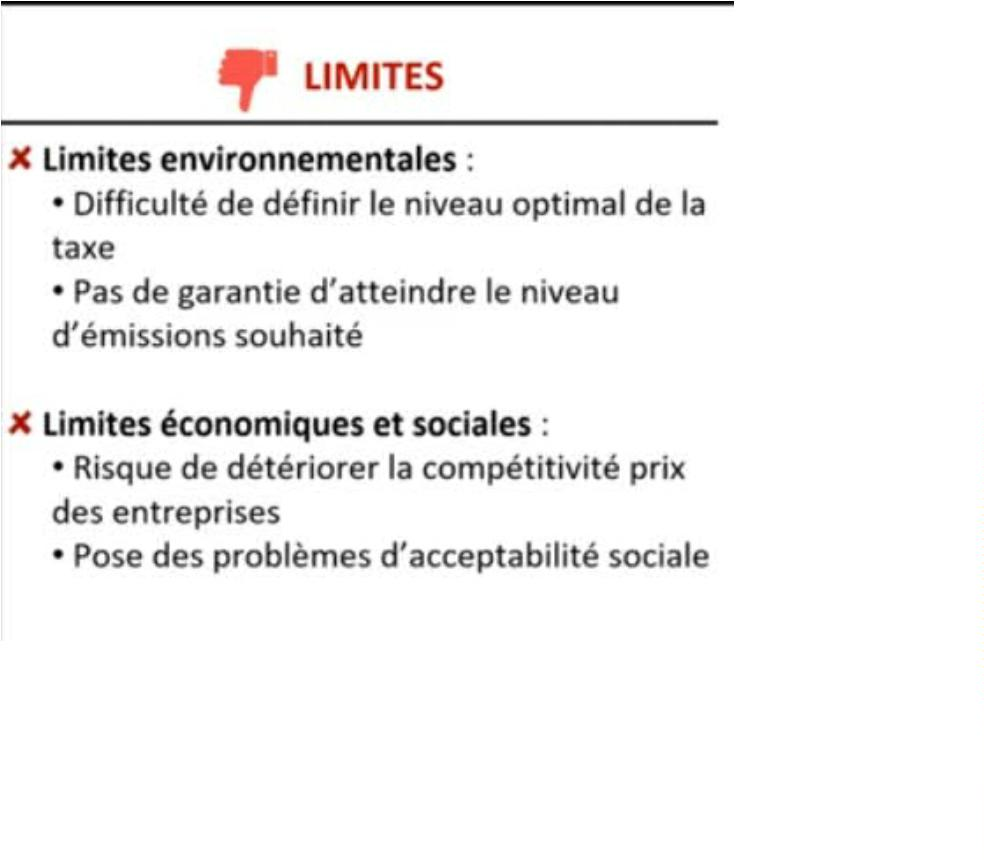 LIMITES
✘ Limites environnementales :
• Difficulté de définir le niveau optimal de la
taxe
• Pas de garantie d’atteindre le niveau
d’émissions souhaité
✘ Limites économiques et sociales :
• Risque de détériorer la compétitivité prix
des entreprises
• Pose des problèmes d’acceptabilité sociale